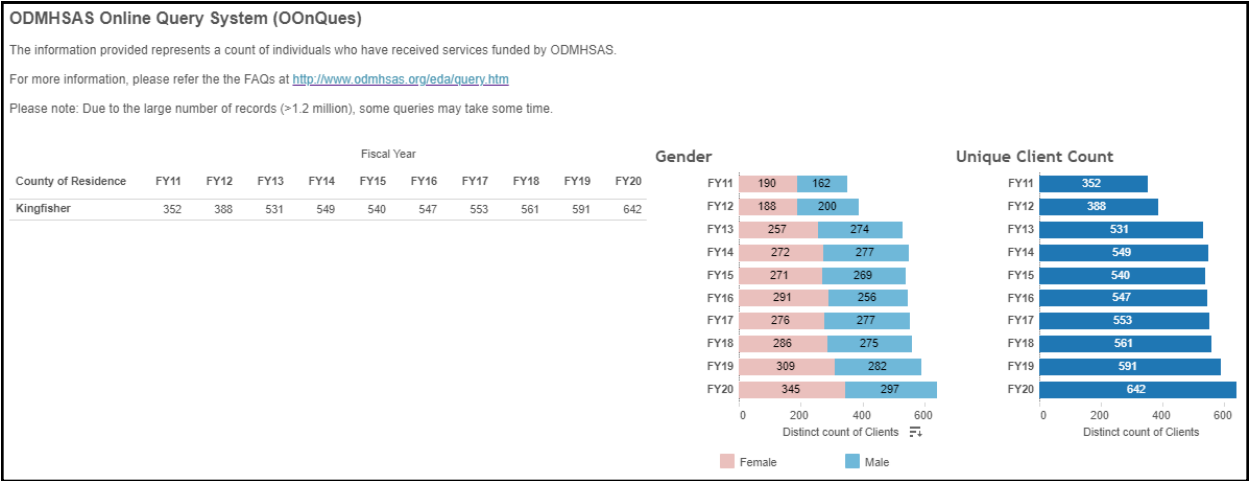 ODMHSAS Online Query System (OOnQues)
The information provided represents a count of individuals who have received services funded by ODMHSAS.
For more information, please refer the the FAQs at http://www.odmhsas.org/eda/query.htm
Please note: Due to the large number of records (>1.2 million), some queries may take some time.
Fiscal Year
County of Residence FY11 FY12 FY13 FY14 FY15 FY16 FY17 FY18 FY19 FY20
Kingfisher 352 388 531 549 540 547 553 561 591 642
Gender
FY11 190 162
FY12 188 200
FY13 257 274
FY14 272 277
FY15 271 269
FY16 291 256
FY17 276 277
FY18 286 275
FY19 309 282
FY20 345 297
0 200 400 600
Distinct count of Clients
Female Male
Unique Client Count
FY11 352
FY12 388
FY13 531
FY14 549
FY15 540
FY16 547
FY17 553
FY18 561
FY19 591
FY20 642
0 200 400 600
Distinct count of Clients